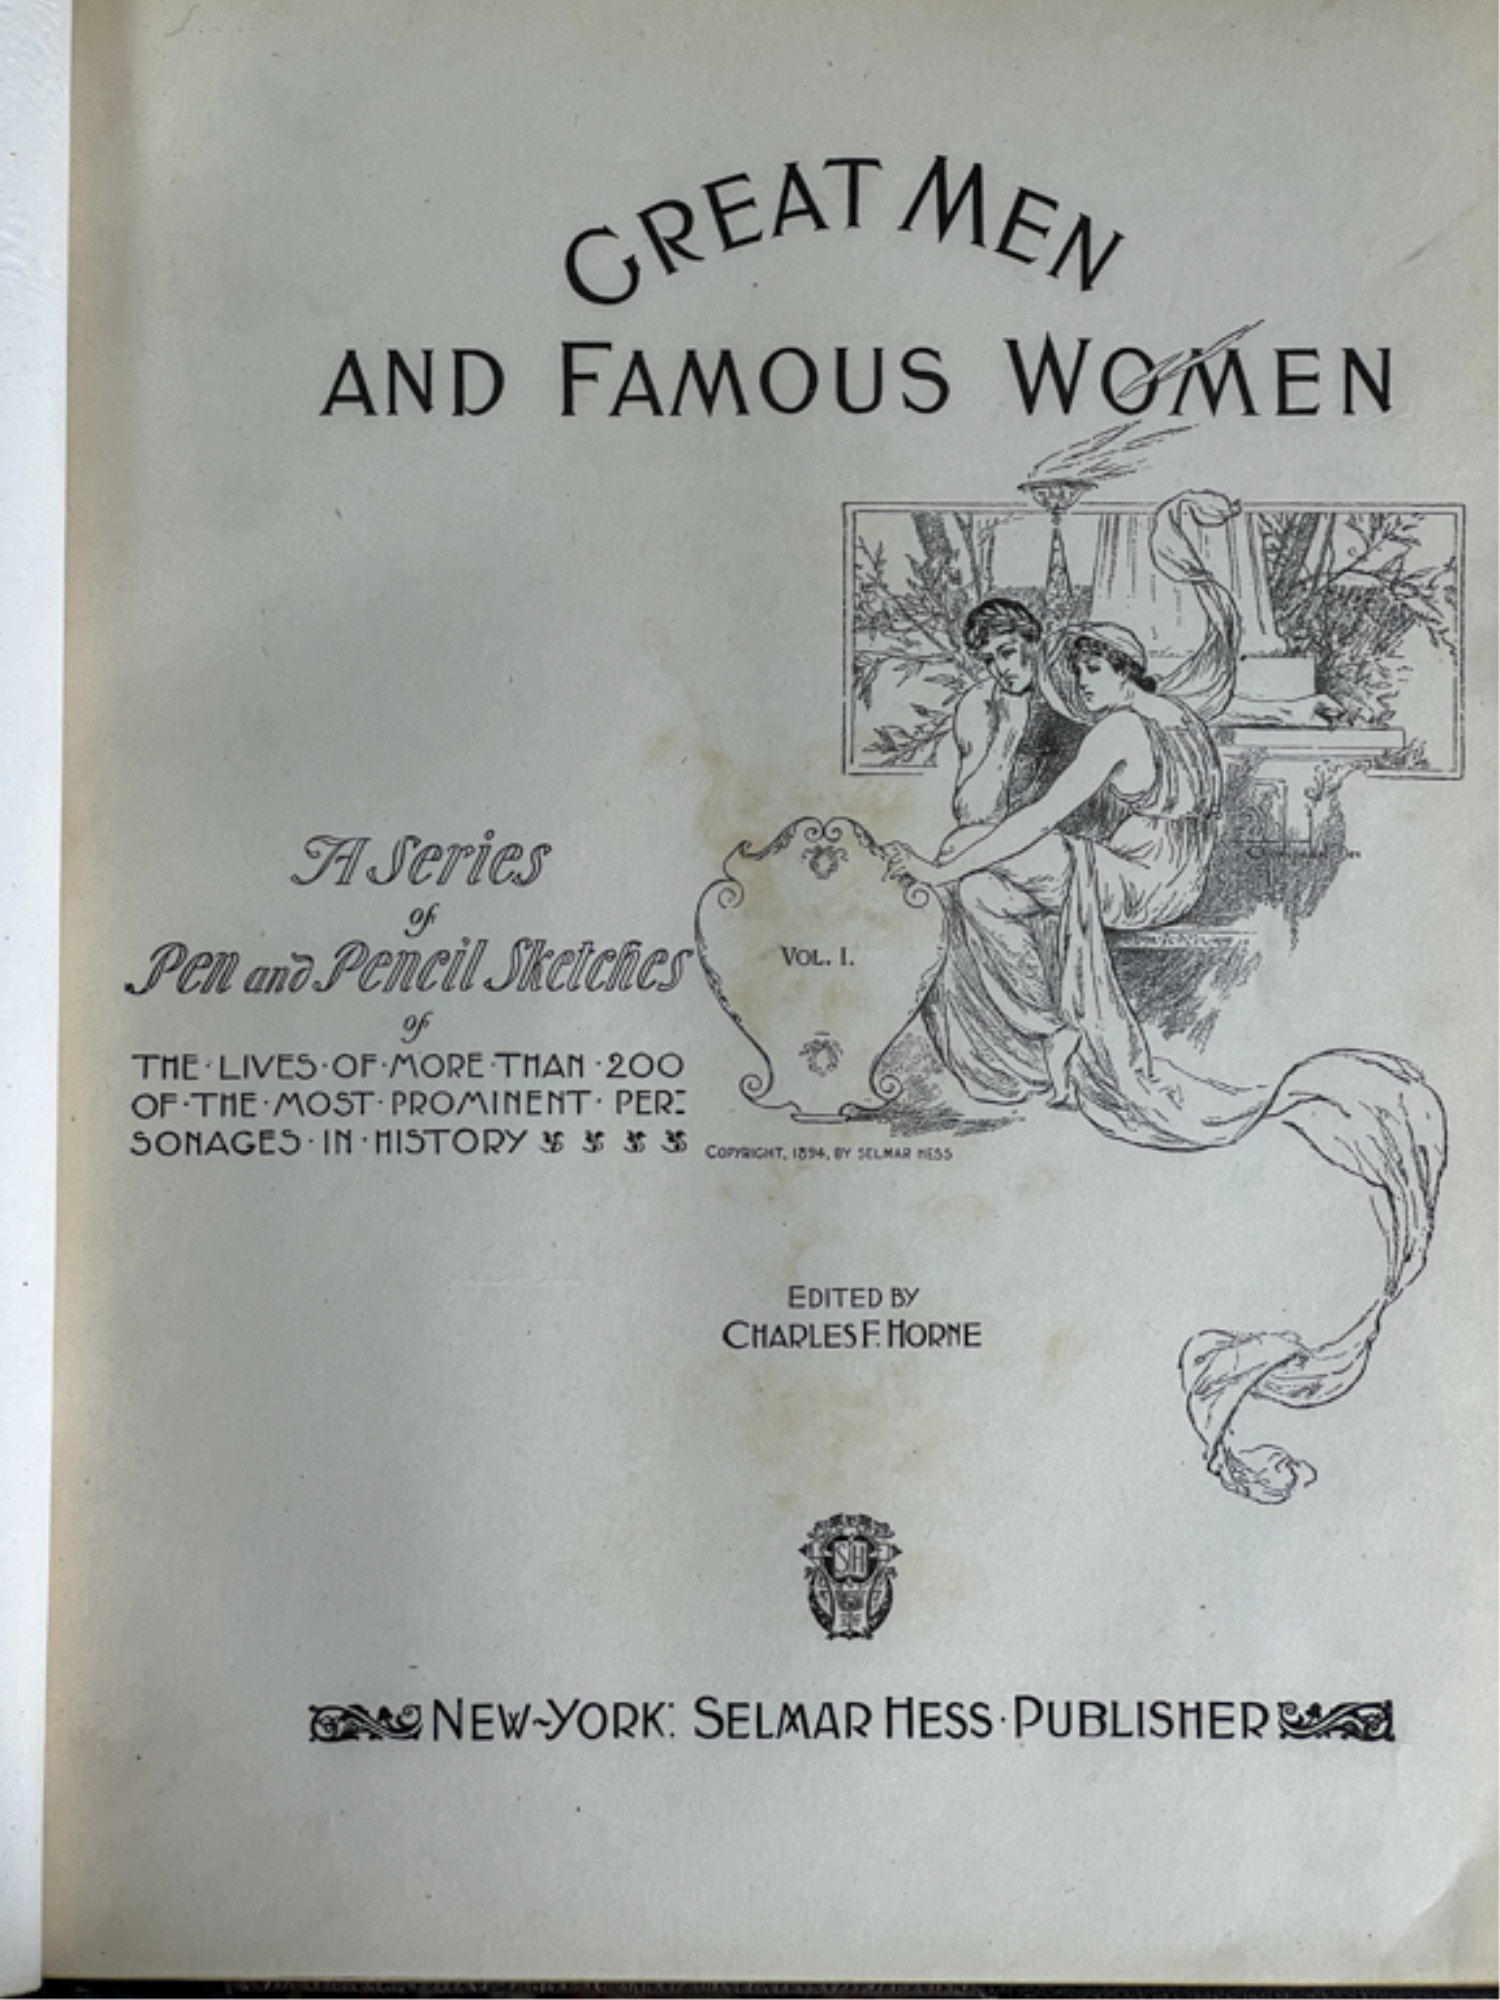 GREAT MEN
AND FAMOUS WOMEN
A Series
of
Pen and Pencil Sketches
of
THE·LIVES·OF·MORE·THAN·200
OF·THE·MOST·PROMINENT·PER-
SONAGES·IN·HISTORY
VOL. I.
COPYRIGHT, 1894, BY SELMAR HESS
EDITED BY
CHARLES F. HORNE
SH
NEW-YORK: SELMAR HESS·PUBLISHER